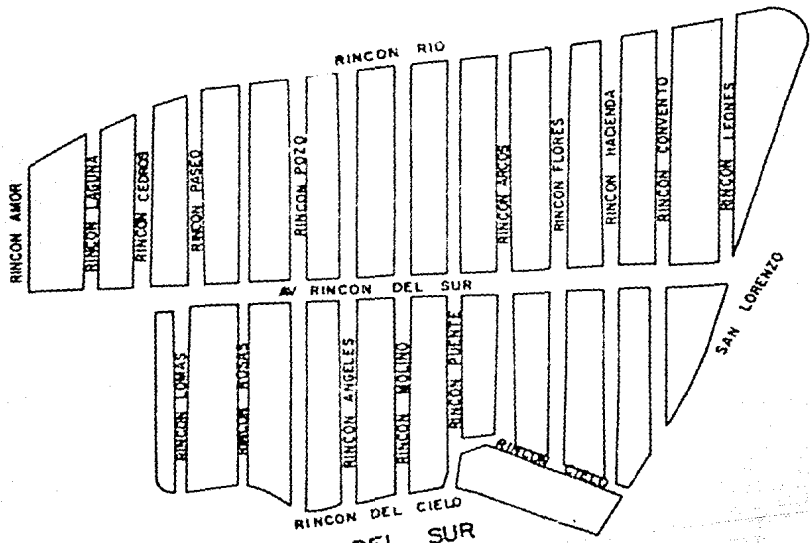 RINCON RIO
RINCON AMOR
RINCON LAGUNA
RINCON CEDROS
RINCON PASEO
RINCON POZO
RINCON ARCOS
RINCON FLORES
RINCON HACIENDA
RINCON CONVENTO
RINCON LEONES
AV RINCON DEL SUR
SAN LORENZO
RINCON LOMAS
RINCON ROSAS
RINCON ANGELES
RINCON MOLINO
RINCON PUENTE
RINCON CIELO
RINCON DEL CIELO
DEL SUR